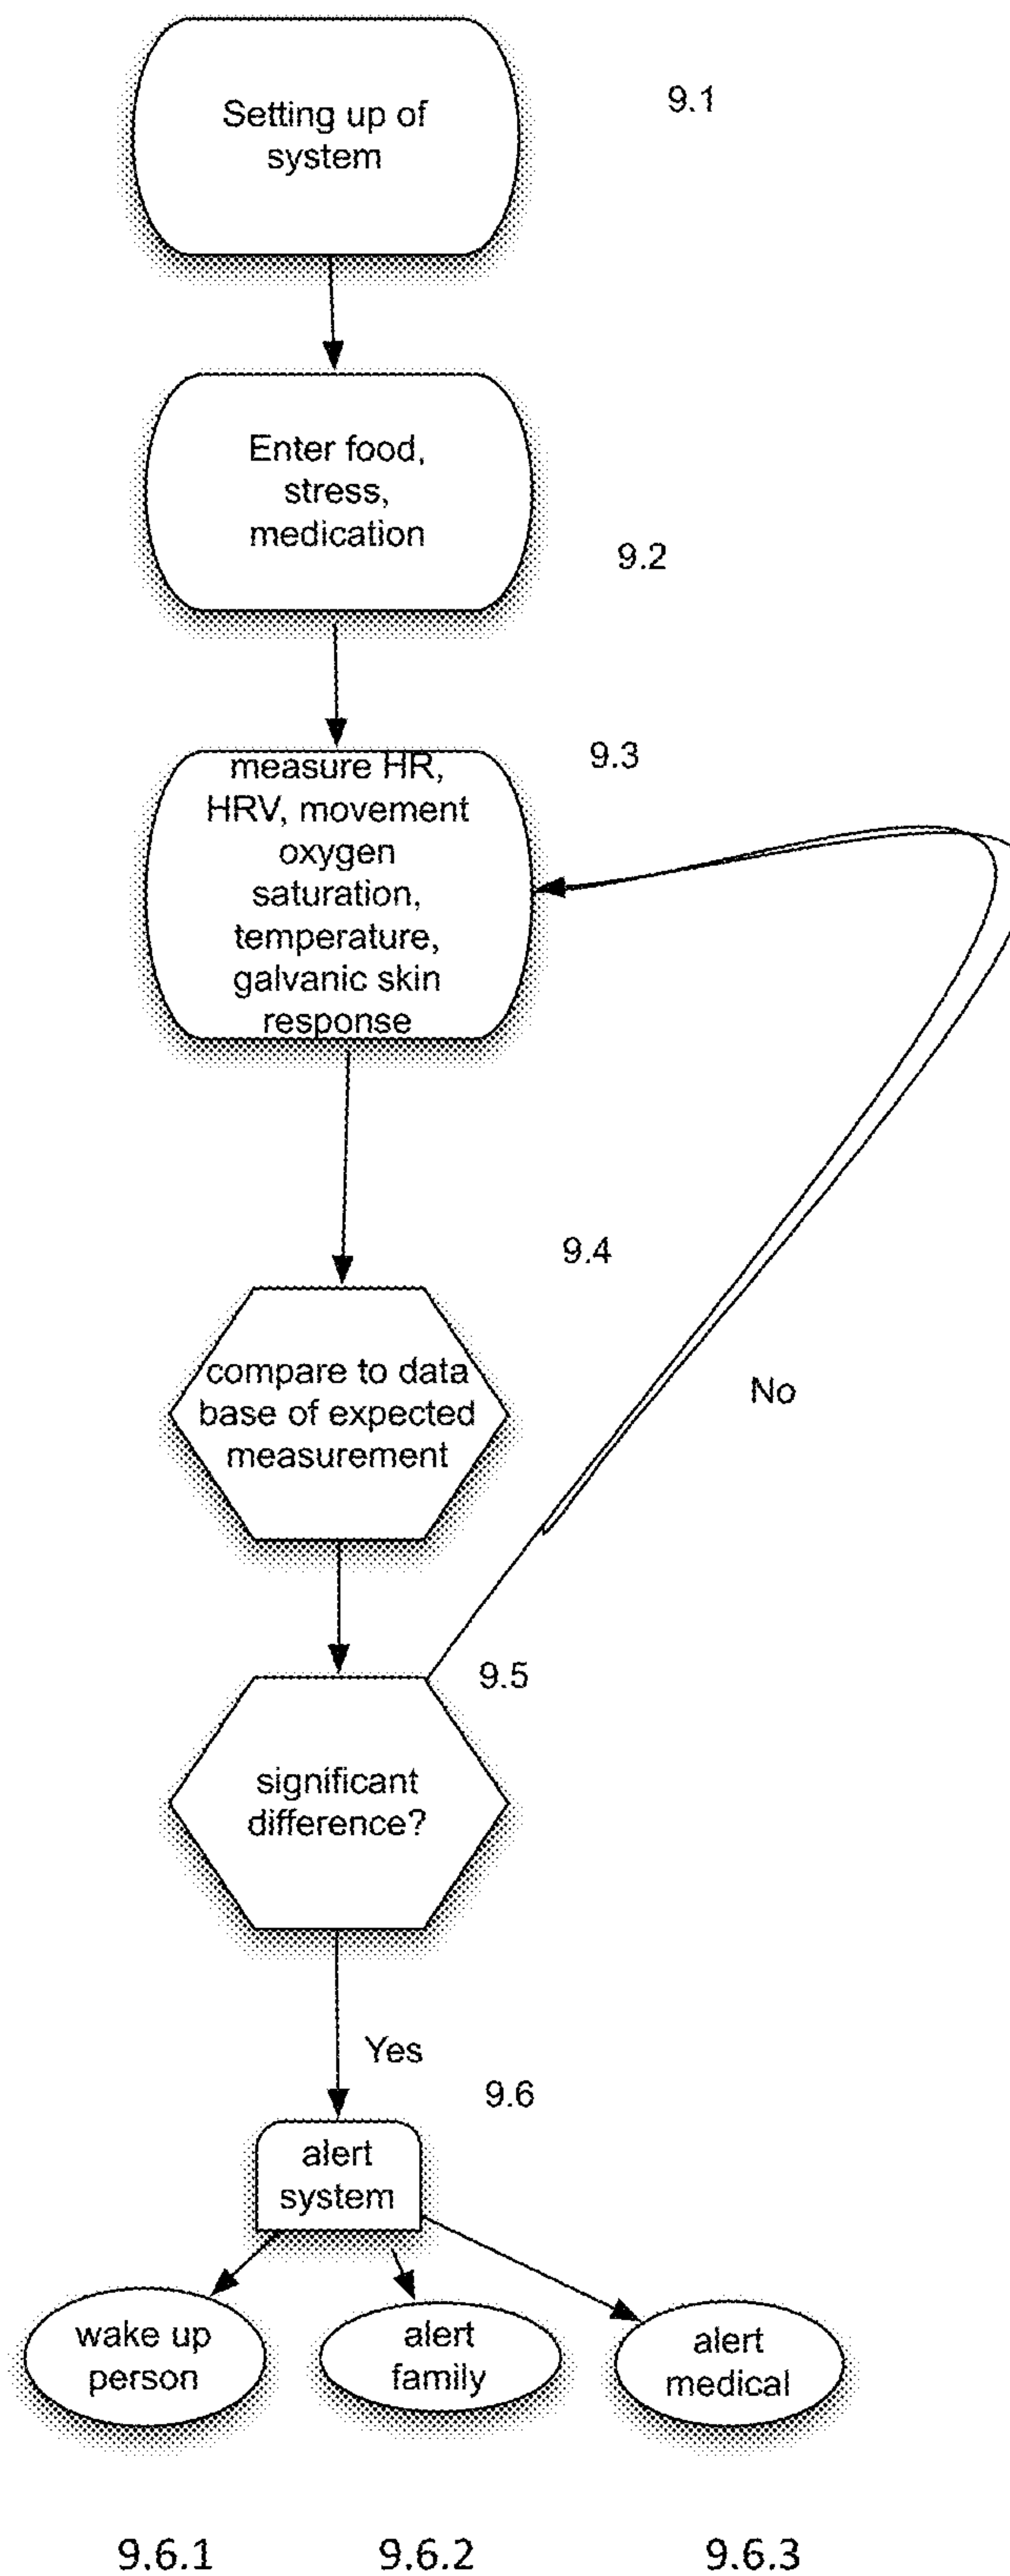 Setting up of
system
9.1
Enter food,
stress,
medication
9.2
9.3
measure HR,
HRV, movement
oxygen
saturation,
temperature,
galvanic skin
response
9.4
compare to data
base of expected
measurement
No
9.5
significant
difference?
Yes
9.6
alert
system
wake up
person
alert
family
alert
medical
9.6.1
9.6.2
9.6.3